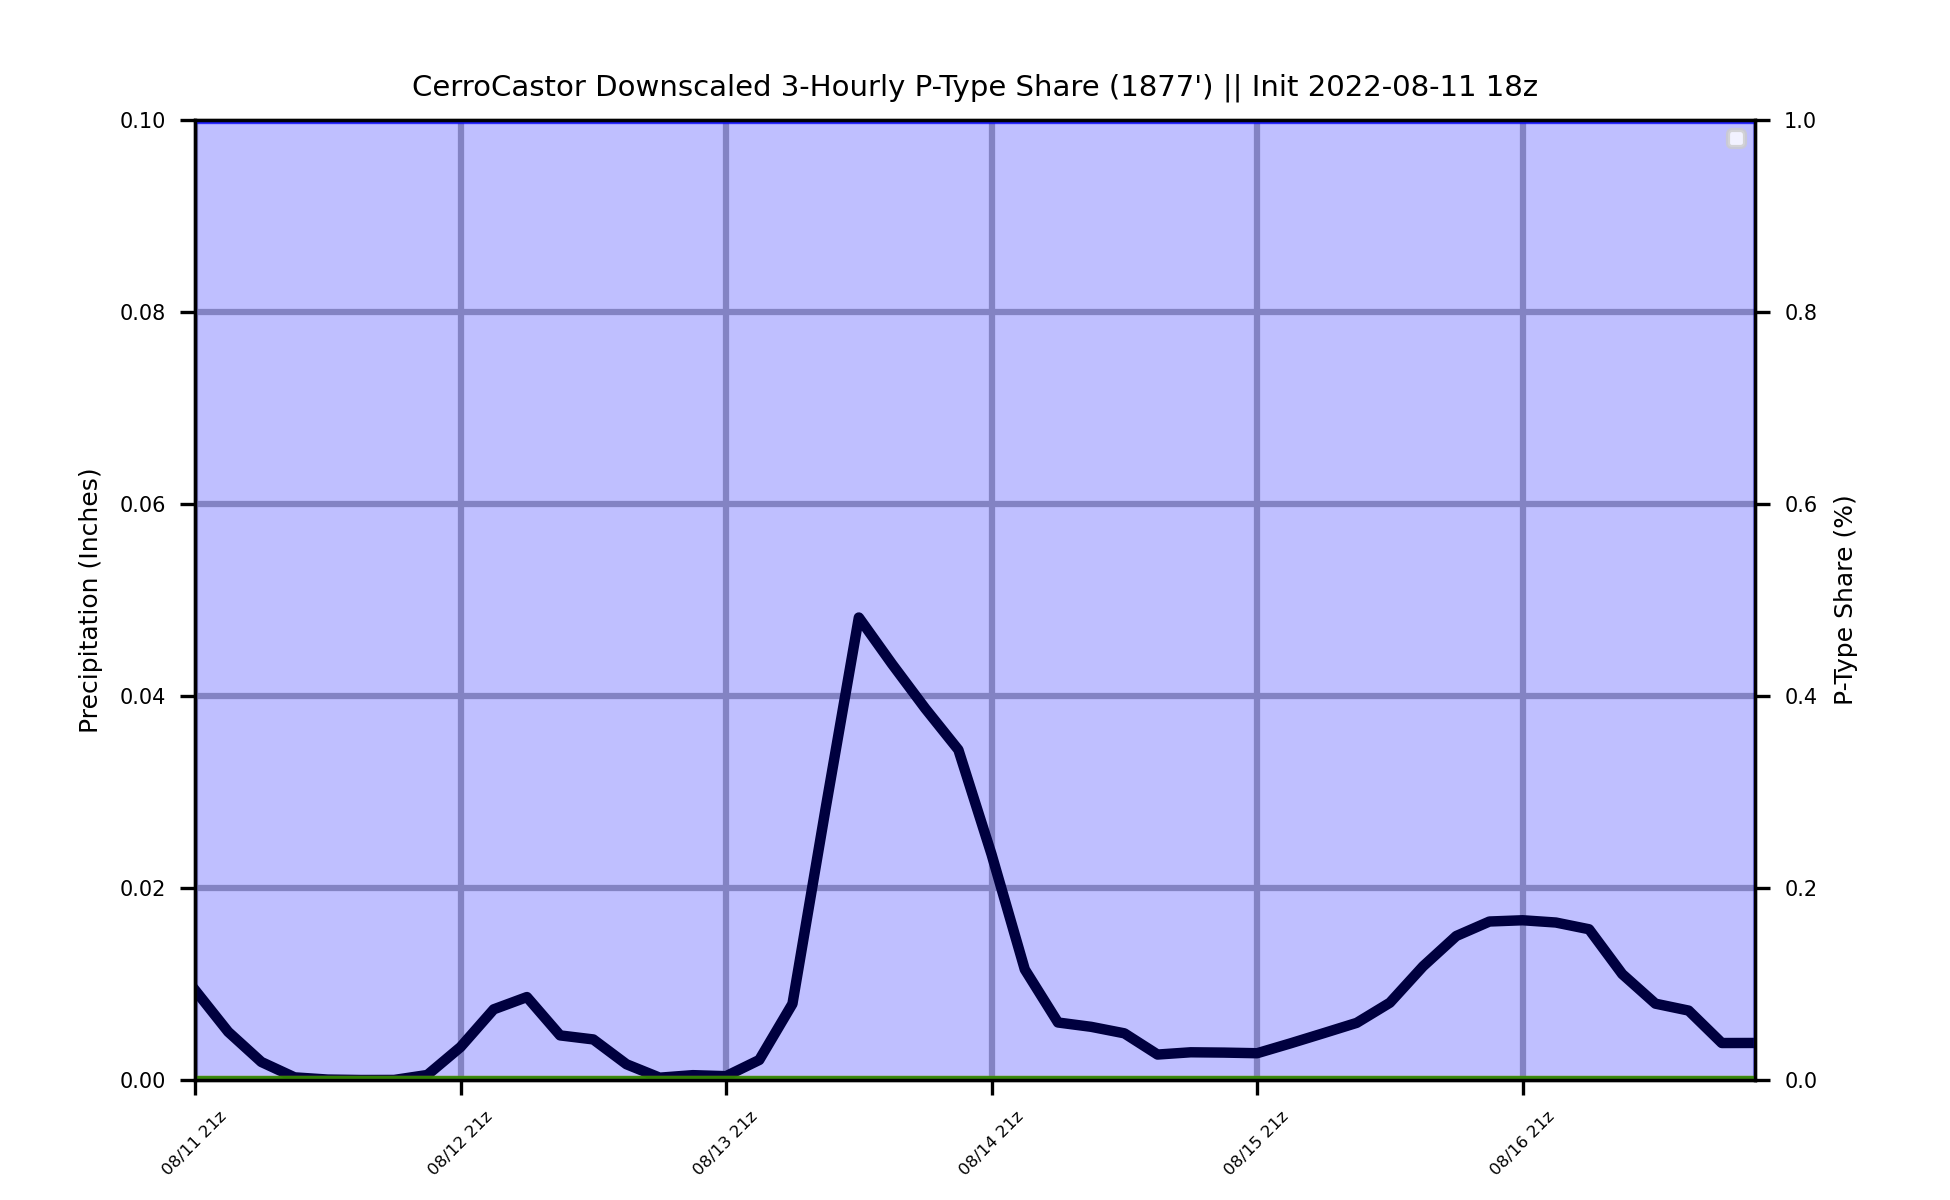 CerroCastor Downscaled 3-Hourly P-Type Share (1877') || Init 2022-08-11 18z
0.10
0.08
0.06
0.04
0.02
0.00
Precipitation (Inches)
1.0
0.8
0.6
0.4
0.2
0.0
P-Type Share (%)
08/11 21z
08/12 21z
08/13 21z
08/14 21z
08/15 21z
08/16 21z